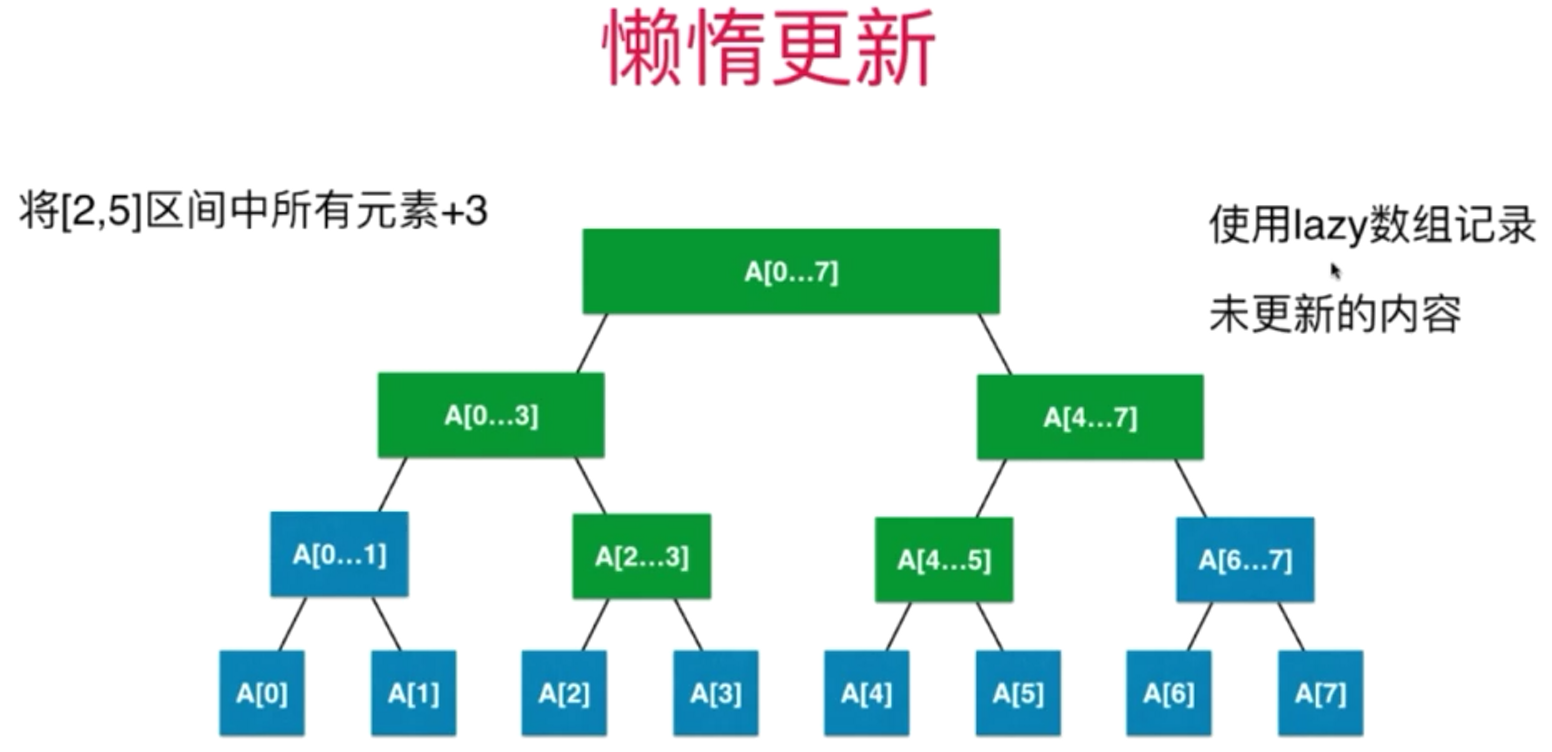 懒惰更新
将[2,5]区间中所有元素+3
使用lazy数组记录
未更新的内容
A[0...7]
A[0...3]
A[4...7]
A[0...1]
A[2...3]
A[4...5]
A[6...7]
A[0]
A[1]
A[2]
A[3]
A[4]
A[5]
A[6]
A[7]